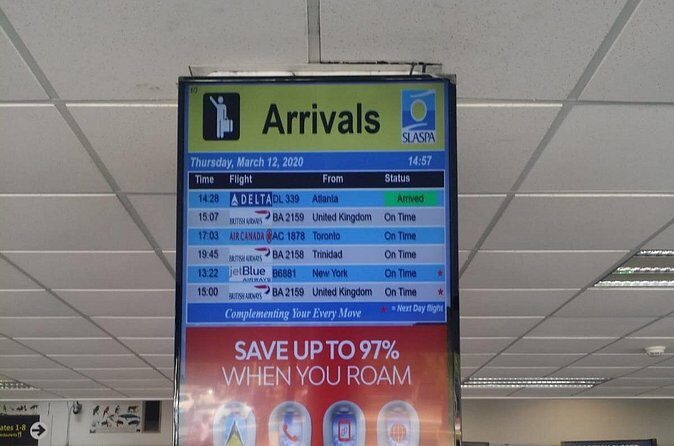 Arrivals
SLASPA
Thursday, March 12, 2020 14:57
Time Flight From Status
14:28 DELTA DL 339 Atlanta Arrived
15:07 BRITISH AIRWAYS BA 2159 United Kingdom On Time
17:03 AIR CANADA AC 1878 Toronto On Time
19:45 BRITISH AIRWAYS BA 2158 Trinidad On Time
13:22 jetBlue AIRWAYS B6881 New York On Time *
15:00 BRITISH AIRWAYS BA 2159 United Kingdom On Time *
Complementing Your Every Move * = Next Day flight
SAVE UP TO 97%
WHEN YOU ROAM
ates 1-8